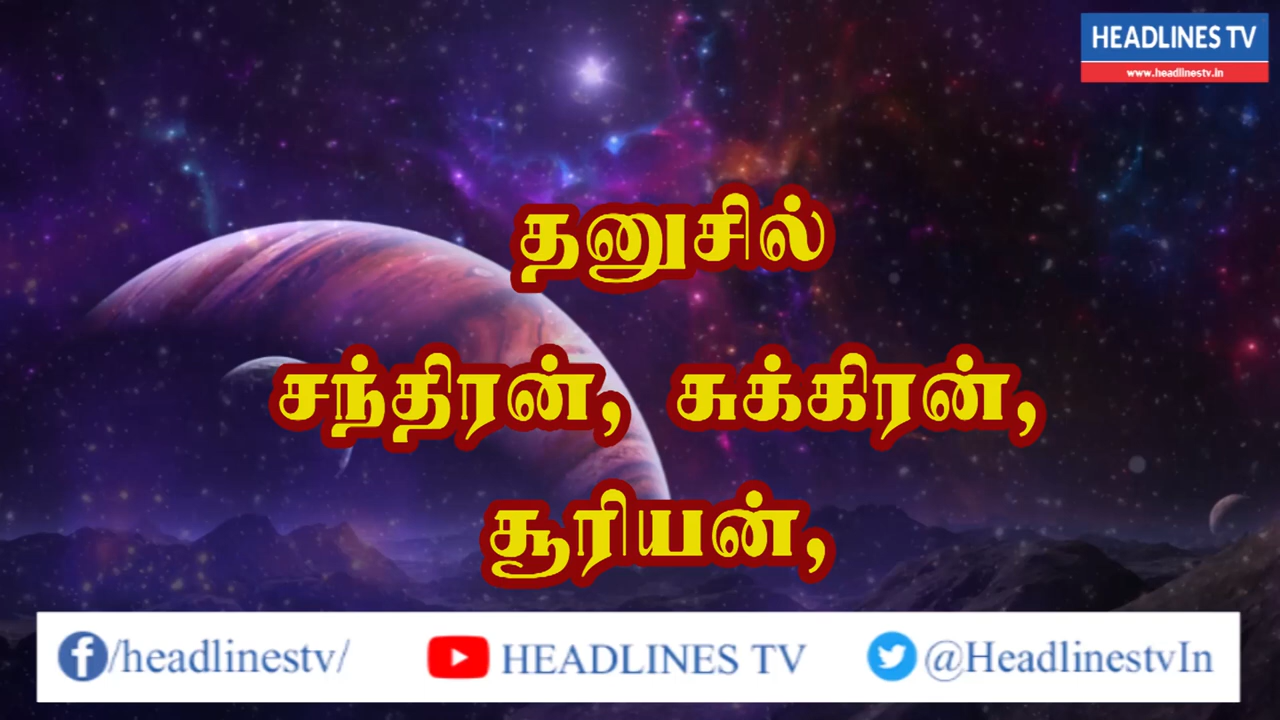 HEADLINES TV
www.headlinestv.in
தனுசில்
சந்திரன், சுக்கிரன்,
சூரியன்,
/headlinestv/ HEADLINES TV @HeadlinestvIn